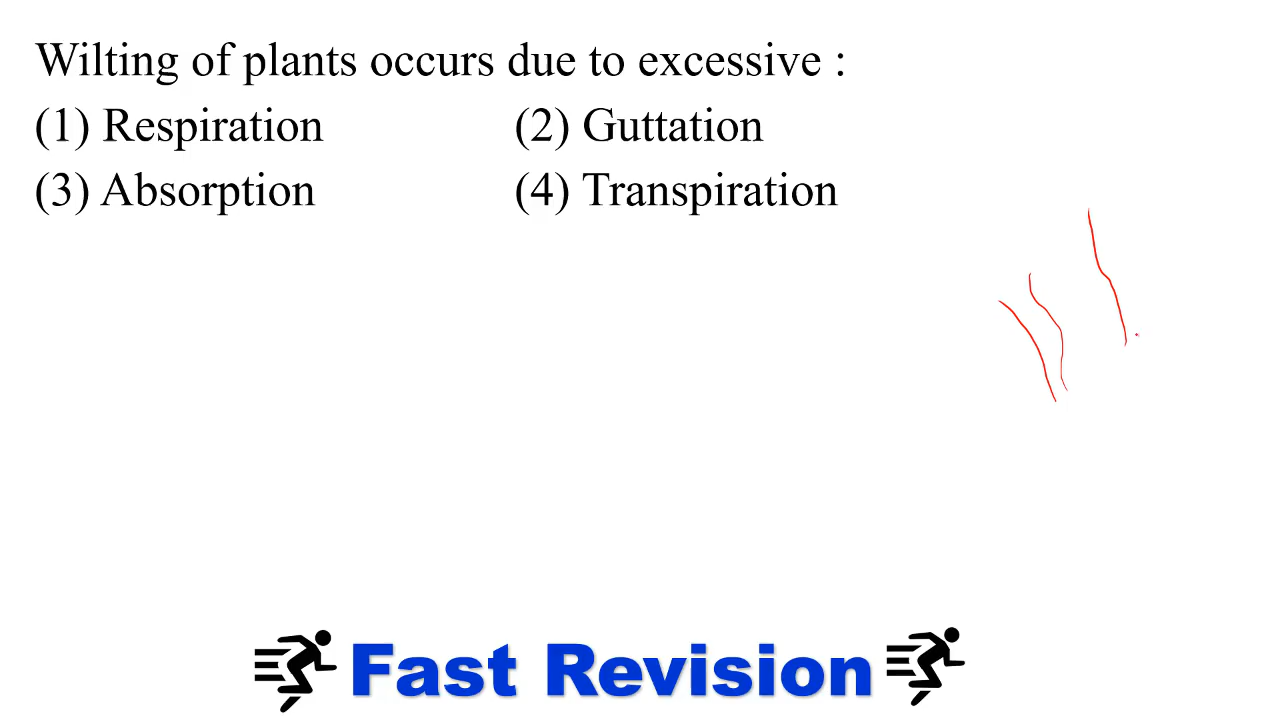 Wilting of plants occurs due to excessive :
(1) Respiration (2) Guttation
(3) Absorption (4) Transpiration
Fast Revision